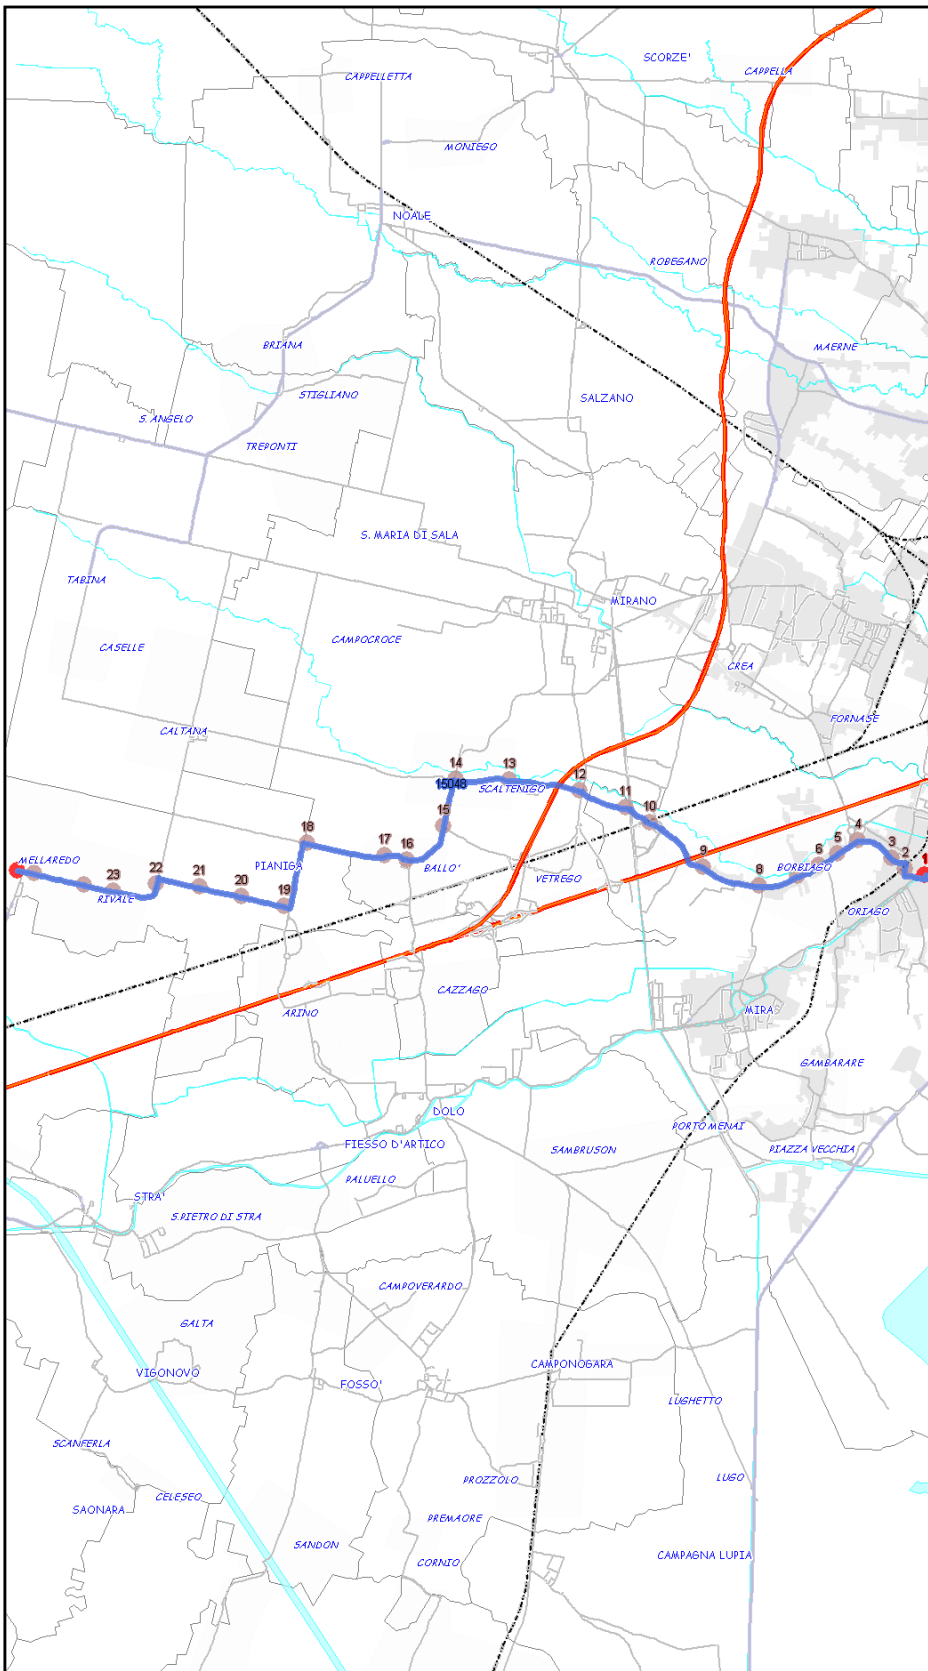 SCORZE'
CAPPELLA
CAPPELLETTA
MONIEGO
NOALE
ROBEGANO
BRIANA
MAERNE
STIGLIANO
SALZANO
S. ANGELO
TREPONTI
S. MARIA DI SALA
TABINA
MIRANO
CAMPOCROCE
CASELLE
CREA
CALTANA
FORNASE
14
13
15048
SCALTENIGO
12
11
10
15
18
17
16
4
3
5
6
2
1
MELLAREDO
PIANIGA
BALLO'
9
BORBIAGO
VETREGO
8
22
21
23
RIVALE
20
19
ORIAGO
CAZZAGO
ARINO
MIRA
GAMBARARE
DOLO
FIESSO D'ARTICO
PORTO MENAI
SAMBRUSON
PIAZZA VECCHIA
PALUELLO
STRA'
S.PIETRO DI STRA
CAMPOVERARDO
GALTA
VIGONOVO
CAMPONOGARA
FOSSO'
LUGHETTO
SCANFERLA
PROZZOLO
LUGO
CELESEO
SAONARA
PREMAORE
SANDON
CAMPAGNA LUPIA
CORNIO